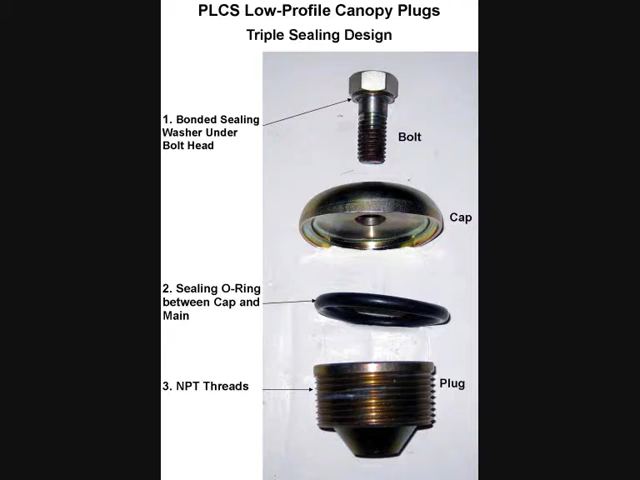 PLCS Low-Profile Canopy Plugs
Triple Sealing Design
1. Bonded Sealing
Washer Under
Bolt Head
Bolt
Cap
2. Sealing O-Ring
between Cap and
Main
3. NPT Threads
Plug